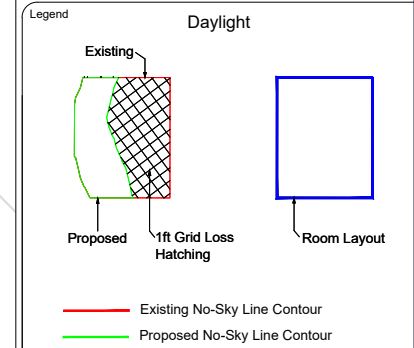 Legend
Daylight
Existing
Proposed
1ft Grid Loss
Hatching
Room Layout
Existing No-Sky Line Contour
Proposed No-Sky Line Contour